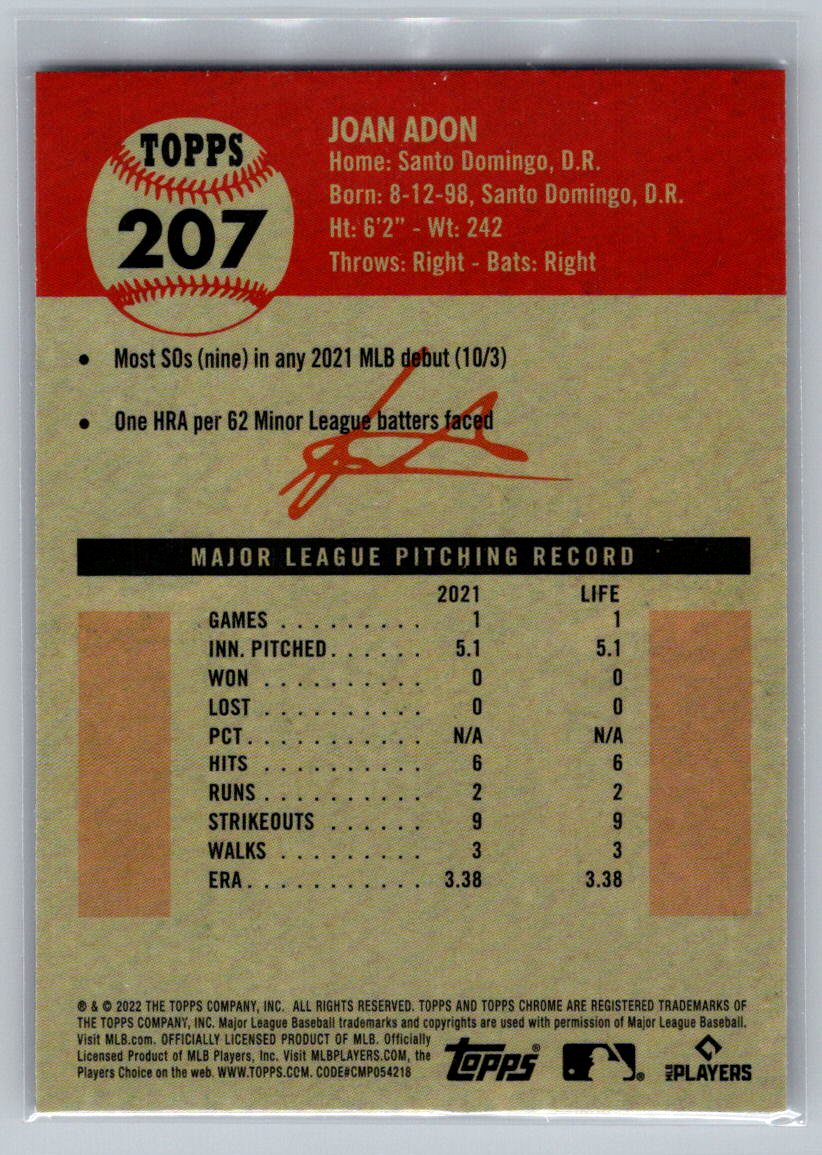 TOPPS
207
JOAN ADON
Home: Santo Domingo, D.R.
Born: 8-12-98, Santo Domingo, D.R.
Ht: 6'2" - Wt: 242
Throws: Right - Bats: Right
• Most SOs (nine) in any 2021 MLB debut (10/3)
• One HRA per 62 Minor League batters faced
MAJOR LEAGUE PITCHING RECORD
2021 LIFE
GAMES . . . . . . . . . 1 1
INN. PITCHED. . . . . . 5.1 5.1
WON . . . . . . . . . . 0 0
LOST . . . . . . . . . . 0 0
PCT. . . . . . . . . . . . N/A N/A
HITS . . . . . . . . . . 6 6
RUNS . . . . . . . . . . 2 2
STRIKEOUTS . . . . . . 9 9
WALKS . . . . . . . . . 3 3
ERA. . . . . . . . . . . . 3.38 3.38
® & © 2022 THE TOPPS COMPANY, INC. ALL RIGHTS RESERVED. TOPPS AND TOPPS CHROME ARE REGISTERED TRADEMARKS OF
THE TOPPS COMPANY, INC. Major League Baseball trademarks and copyrights are used with permission of Major League Baseball.
Visit MLB.com. OFFICIALLY LICENSED PRODUCT OF MLB. Officially
Licensed Product of MLB Players, Inc. Visit MLBPLAYERS.COM, the
Players Choice on the web. WWW.TOPPS.COM. CODE#CMP054218
TOPPS® ® MLB PLAYERS